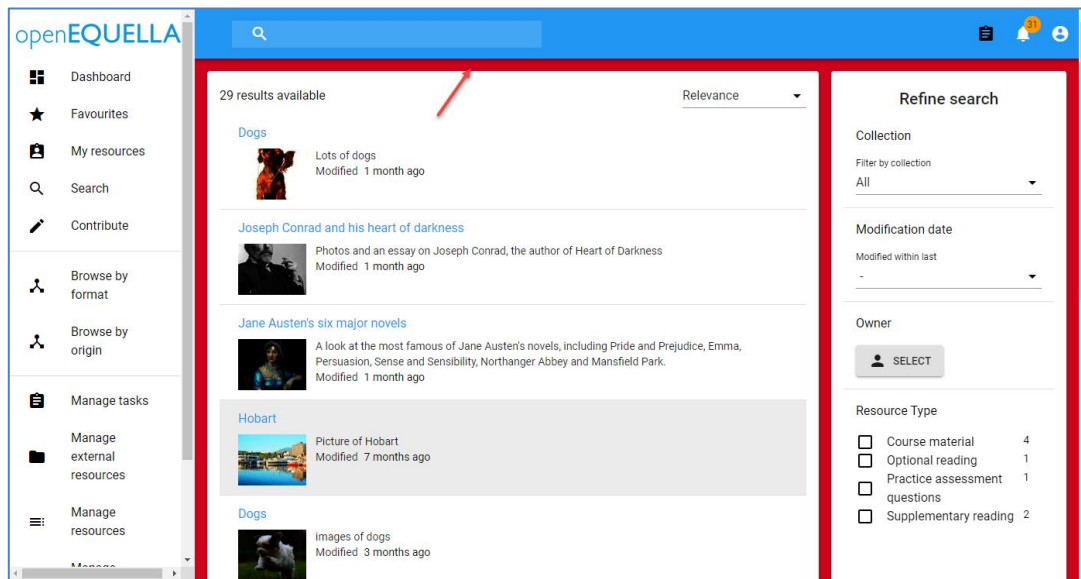 openEQUELLA
31
Dashboard
Favourites
My resources
Search
Contribute
Browse by
format
Browse by
origin
Manage tasks
Manage
external
resources
Manage
resources
29 results available
Relevance
Dogs
Lots of dogs
Modified 1 month ago
Joseph Conrad and his heart of darkness
Photos and an essay on Joseph Conrad, the author of Heart of Darkness
Modified 1 month ago
Jane Austen's six major novels
A look at the most famous of Jane Austen's novels, including Pride and Prejudice, Emma,
Persuasion, Sense and Sensibility, Northanger Abbey and Mansfield Park.
Modified 1 month ago
Hobart
Picture of Hobart
Modified 7 months ago
Dogs
images of dogs
Modified 3 months ago
Refine search
Collection
Filter by collection
All
Modification date
Modified within last
-
Owner
SELECT
Resource Type
Course material 4
Optional reading 1
Practice assessment 1
questions
Supplementary reading 2